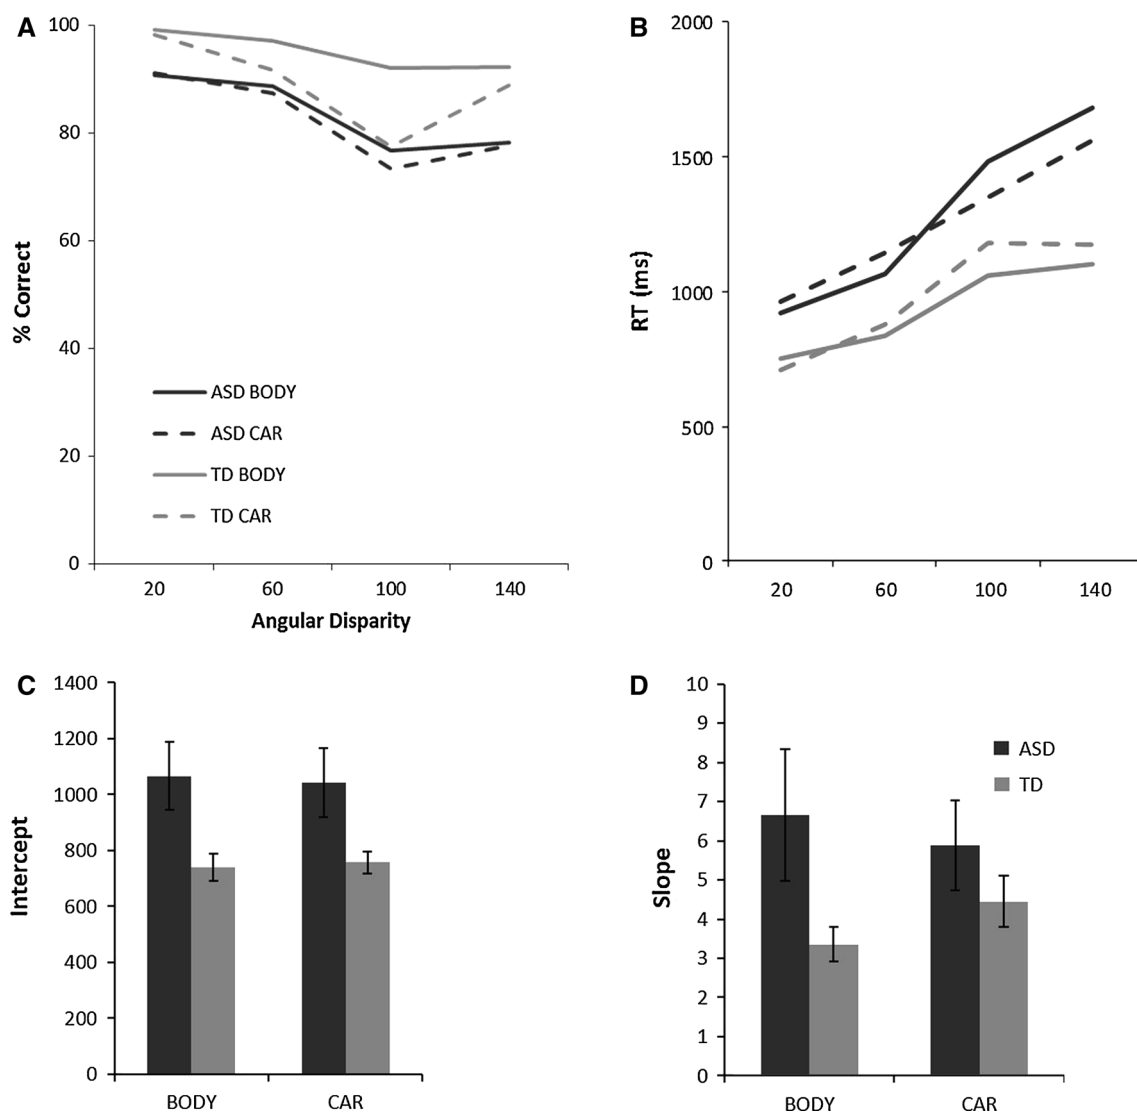 A
100
80
60
40
20
0
% Correct
ASD BODY
ASD CAR
TD BODY
TD CAR
20 60 100 140
Angular Disparity
B
2000
1500
1000
500
0
RT (ms)
20 60 100 140
C
1400
1200
1000
800
600
400
200
0
Intercept
BODY CAR
D
10
9
8
7
6
5
4
3
2
1
0
Slope
ASD
TD
BODY CAR